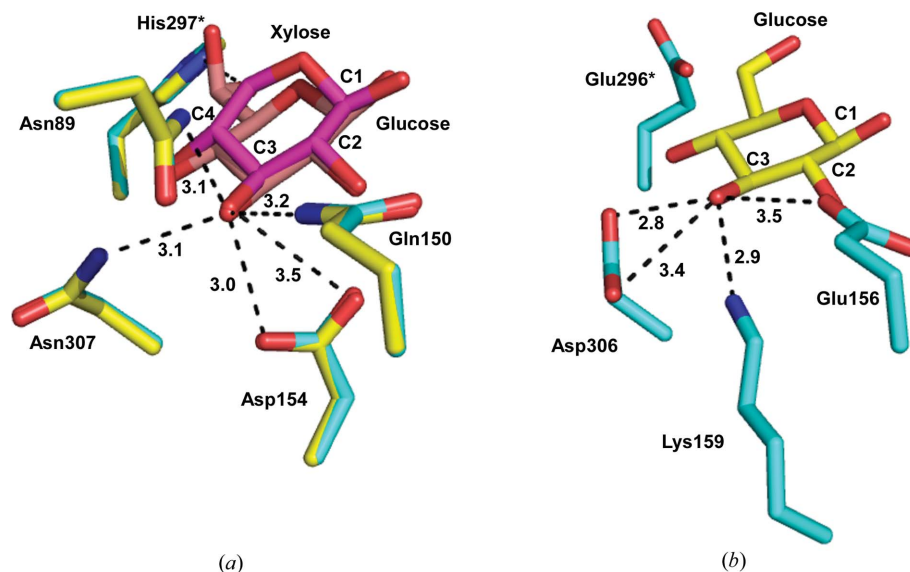 His297*
Xylose
C1
Asn89
C4
Glucose
C3
C2
3.1
3.2
3.1
Gln150
3.0
3.5
Asn307
Asp154
(a)
Glucose
Glu296*
C1
C3
C2
2.8
3.5
2.9
3.4
Glu156
Asp306
Lys159
(b)